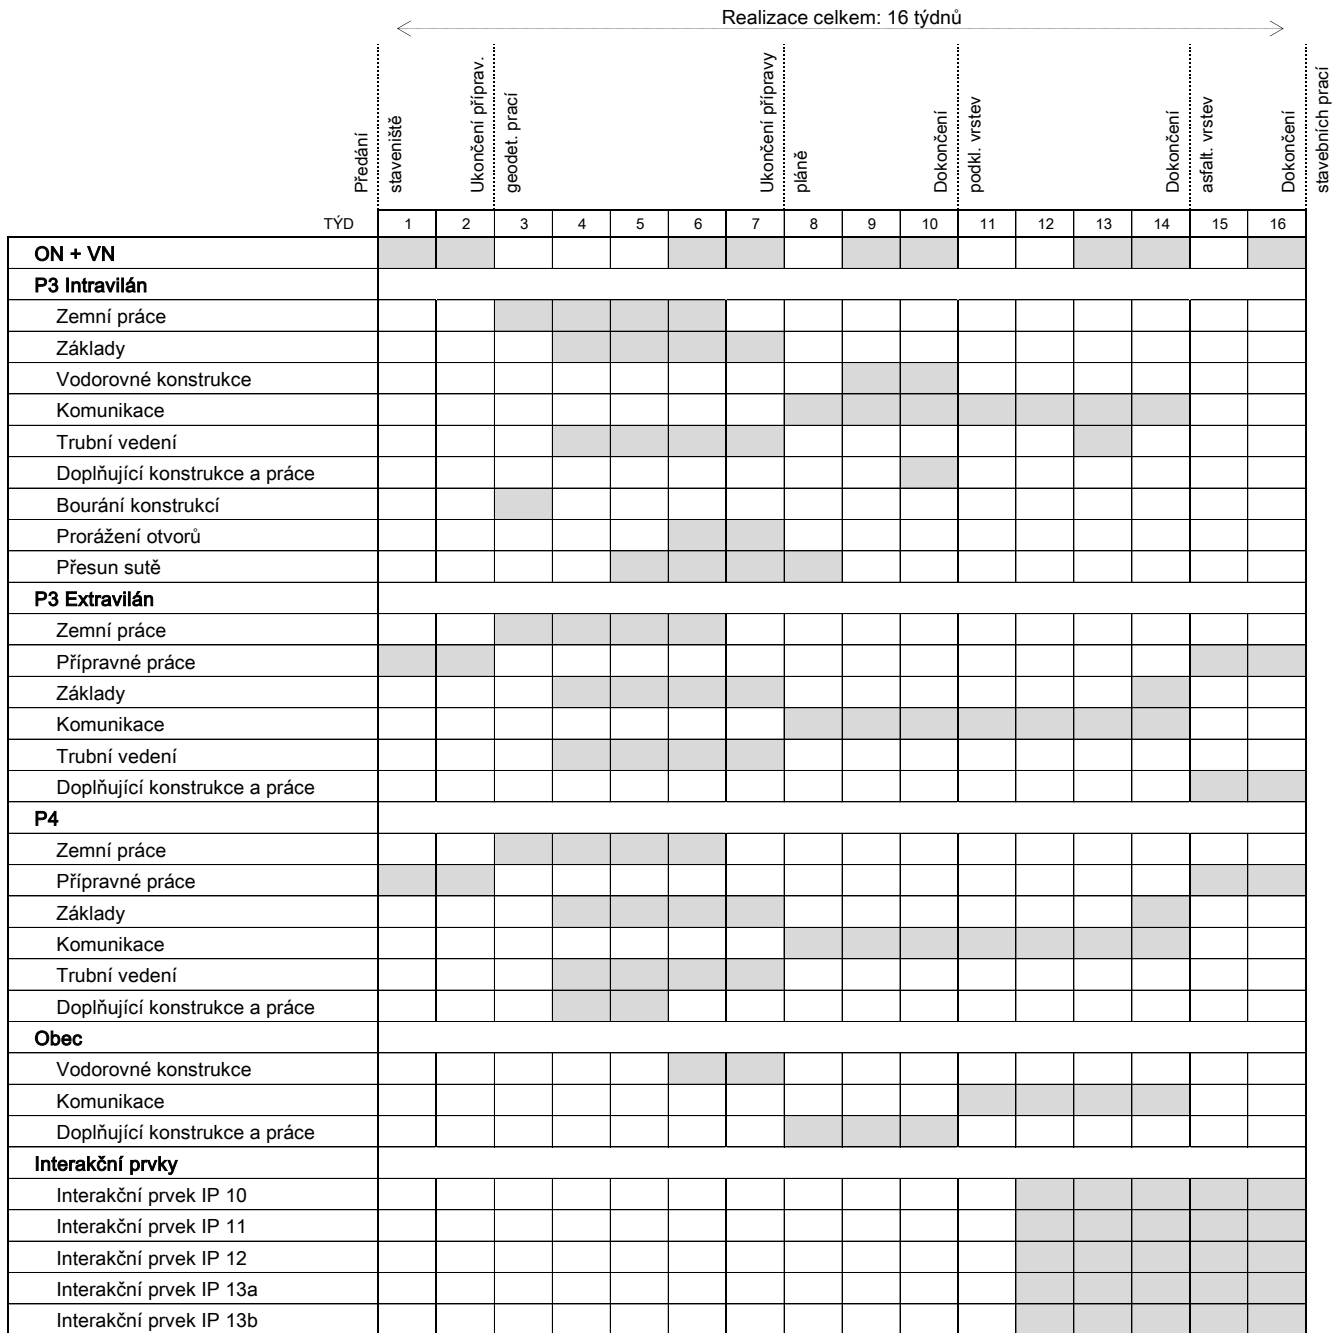 Realizace celkem: 16 týdnů
Předání
staveniště
Ukončení příprav.
geodet. prací
Ukončení přípravy
pláně
Dokončení
podkl. vrstev
Dokončení
asfalt. vrstev
Dokončení
stavebních prací
TÝD 1 2 3 4 5 6 7 8 9 10 11 12 13 14 15 16
ON + VN
P3 Intravilán
Zemní práce
Základy
Vodorovné konstrukce
Komunikace
Trubní vedení
Doplňující konstrukce a práce
Bourání konstrukcí
Prorážení otvorů
Přesun sutě
P3 Extravilán
Zemní práce
Přípravné práce
Základy
Komunikace
Trubní vedení
Doplňující konstrukce a práce
P4
Zemní práce
Přípravné práce
Základy
Komunikace
Trubní vedení
Doplňující konstrukce a práce
Obec
Vodorovné konstrukce
Komunikace
Doplňující konstrukce a práce
Interakční prvky
Interakční prvek IP 10
Interakční prvek IP 11
Interakční prvek IP 12
Interakční prvek IP 13a
Interakční prvek IP 13b